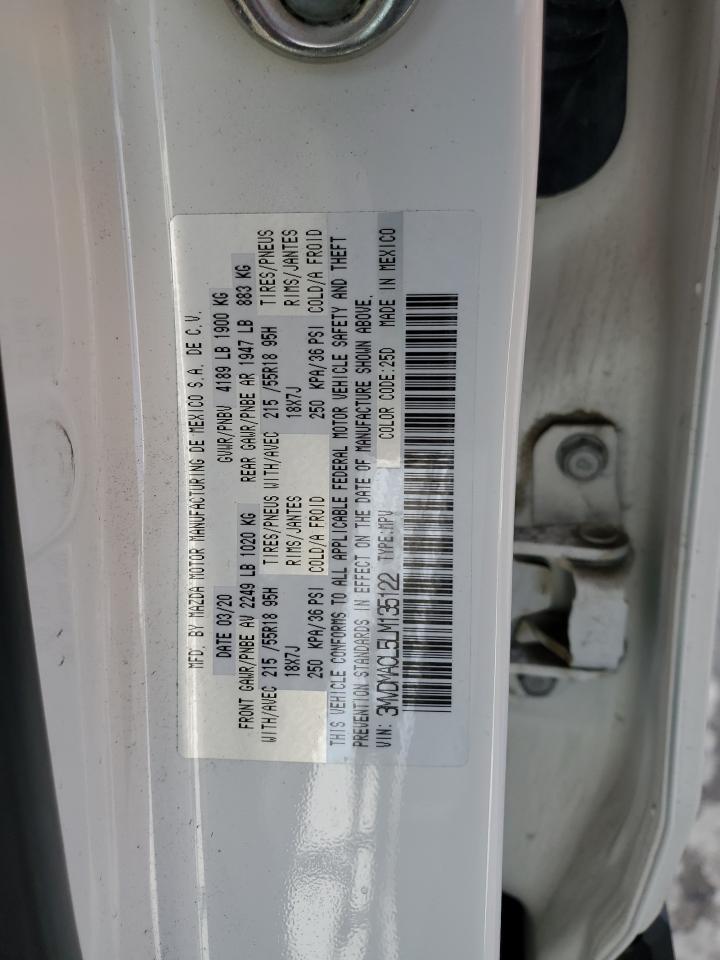 MFD. BY MAZDA MOTOR MANUFACTURING DE MEXICO S.A. DE C.V.
DATE 03/20 GVWR/PNBV 4189 LB 1900 KG
FRONT GAWR/PNBE AV 2249 LB 1020 KG REAR GAWR/PNBE AR 1947 LB 883 KG
WITH/AVEC 215 /55R18 95H TIRES/PNEUS WITH/AVEC 215 /55R18 95H TIRES/PNEUS
18X7J RIMS/JANTES 18X7J RIMS/JANTES
250 KPA/36 PSI COLD/A FROID 250 KPA/36 PSI COLD/A FROID
THIS VEHICLE CONFORMS TO ALL APPLICABLE FEDERAL MOTOR VEHICLE SAFETY AND THEFT
PREVENTION STANDARDS IN EFFECT ON THE DATE OF MANUFACTURE SHOWN ABOVE.
VIN: 3MVDMACL5LM135122 TYPE:MPV COLOR CODE:25D MADE IN MEXICO